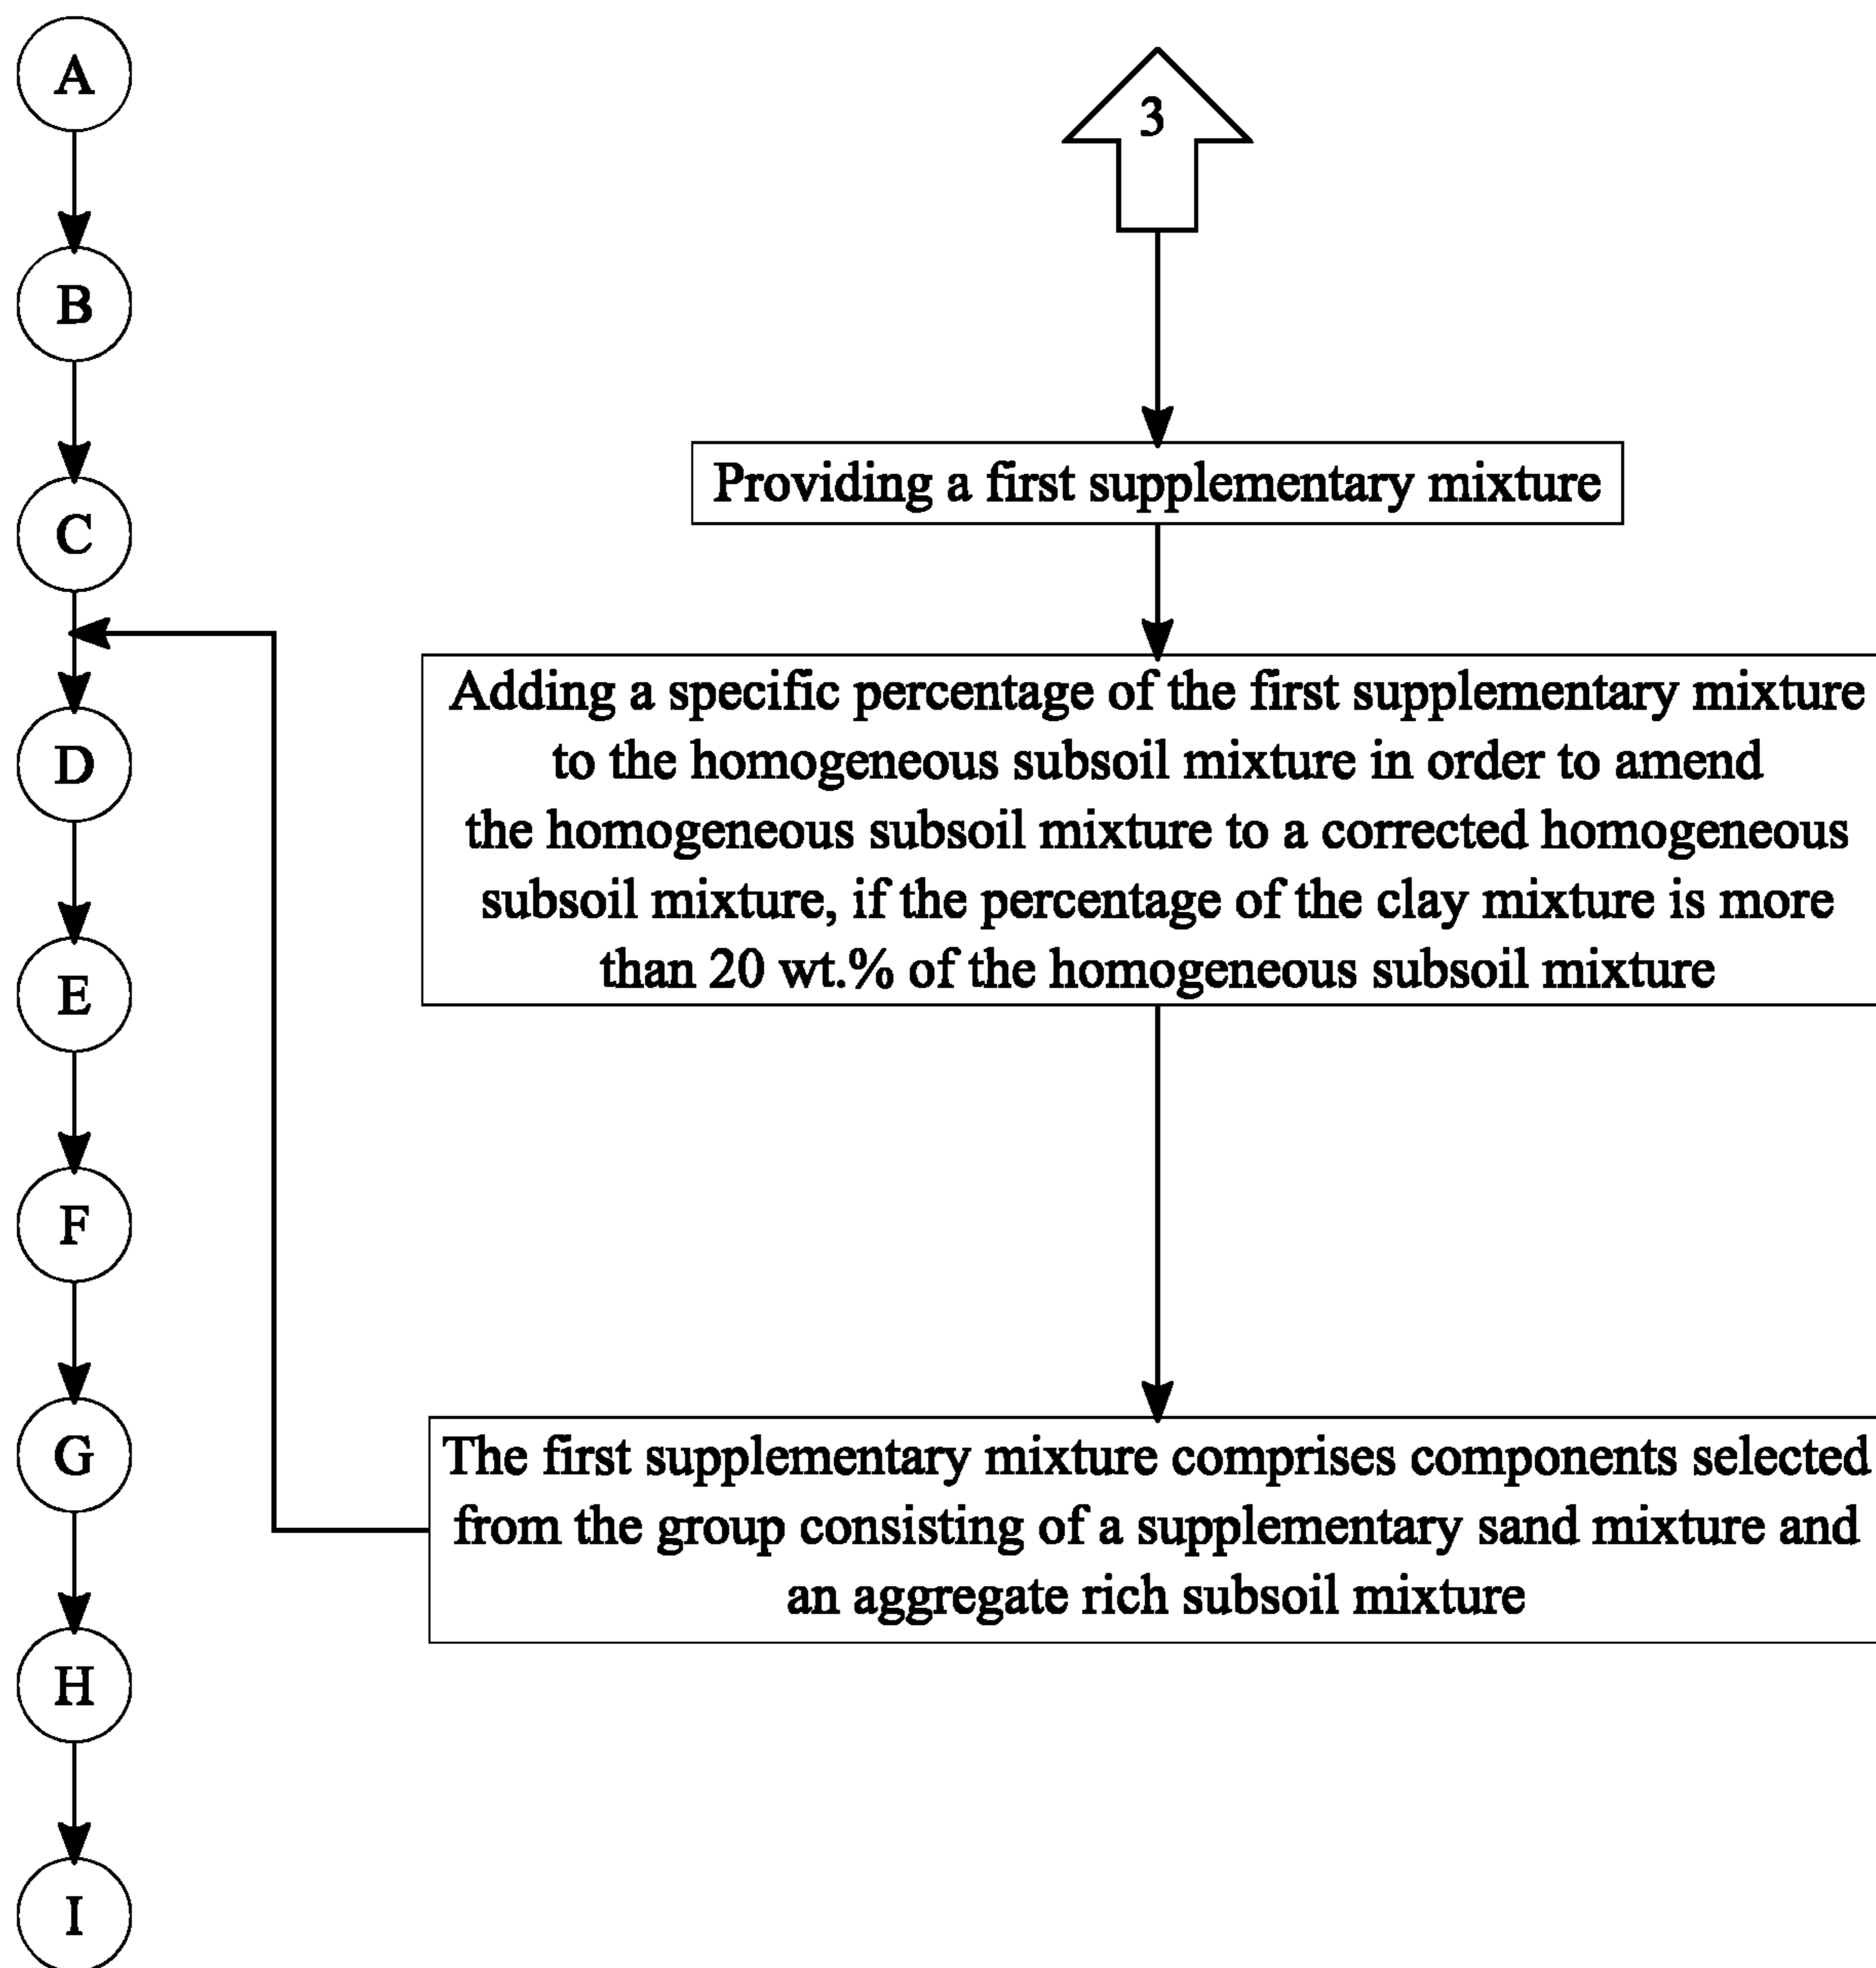 A
B
C
D
E
F
G
H
I
3
Providing a first supplementary mixture
Adding a specific percentage of the first supplementary mixture
to the homogeneous subsoil mixture in order to amend
the homogeneous subsoil mixture to a corrected homogeneous
subsoil mixture, if the percentage of the clay mixture is more
than 20 wt.% of the homogeneous subsoil mixture
The first supplementary mixture comprises components selected
from the group consisting of a supplementary sand mixture and
an aggregate rich subsoil mixture